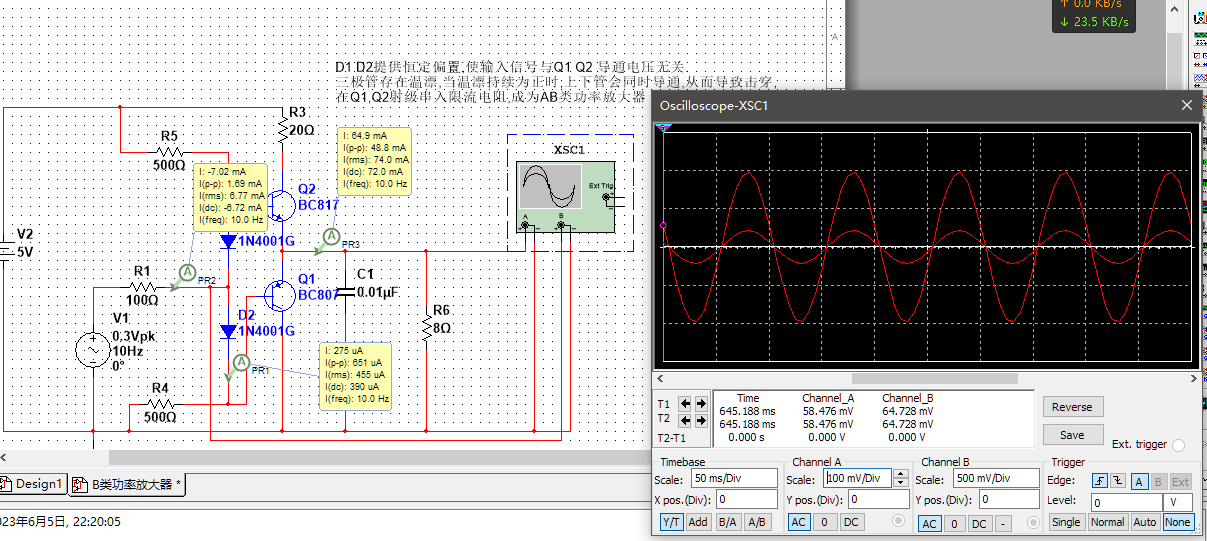 ↑ 0.0 KB/s
↓ 23.5 KB/s
A
D1 D2提供恒定偏置,使输入信号与Q1 Q2 导通电压无关.
三极管存在温漂,当温漂持续为正时,上下管会同时导通,从而导致击穿,
在Q1,Q2射级串入限流电阻,成为AB类功率放大器
Oscilloscope-XSC1
R3
20Ω
R5
500Ω
I: 64.9 mA
I(p-p): 48.8 mA
I(rms): 74.0 mA
I(dc): 72.0 mA
I(freq): 10.0 Hz
XSC1
Ext Trig
A
B
I: -7.02 mA
I(p-p): 1.69 mA
I(rms): 6.77 mA
I(dc): -6.72 mA
I(freq): 10.0 Hz
Q2
BC817
V2
5V
1N4001G
A
PR3
R1
100Ω
A
PR2
Q1
BC807
C1
0.01µF
R6
8Ω
V1
0.3Vpk
10Hz
0°
D2
1N4001G
A
PR1
I: 275 uA
I(p-p): 651 uA
I(rms): 455 uA
I(dc): 390 uA
I(freq): 10.0 Hz
R4
500Ω
Design1
B类功率放大器 *
023年6月5日, 22:20:05
T1
T2
T2-T1
Time Channel_A Channel_B
645.188 ms 58.476 mV 64.728 mV
645.188 ms 58.476 mV 64.728 mV
0.000 s 0.000 V 0.000 V
Reverse
Save
Ext. trigger
Timebase
Scale: 50 ms/Div
X pos.(Div): 0
Y/T Add B/A A/B
Channel A
Scale: 100 mV/Div
Y pos.(Div): 0
AC 0 DC
Channel B
Scale: 500 mV/Div
Y pos.(Div): 0
AC 0 DC -
Trigger
Edge: A B Ext
Level: 0 V
Single Normal Auto None